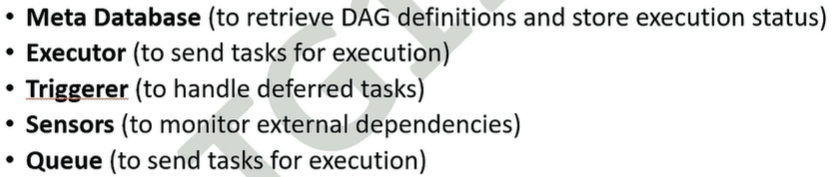 • Meta Database (to retrieve DAG definitions and store execution status)
• Executor (to send tasks for execution)
• Triggerer (to handle deferred tasks)
• Sensors (to monitor external dependencies)
• Queue (to send tasks for execution)